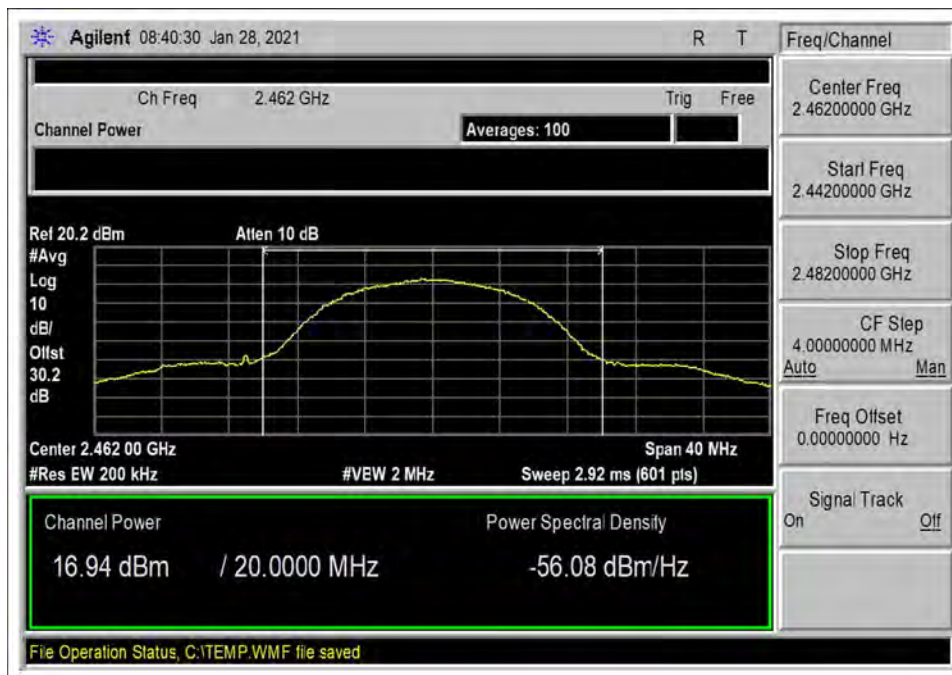 Agilent 08:40:30 Jan 28, 2021 R T
Ch Freq 2.462 GHz Trig Free
Channel Power Averages: 100
Ref 20.2 dBm Atten 10 dB
#Avg
Log
10
dB/
Offst
30.2
dB
Center 2.462 00 GHz Span 40 MHz
#Res BW 200 kHz #VBW 2 MHz Sweep 2.92 ms (601 pts)
Channel Power Power Spectral Density
16.94 dBm / 20.0000 MHz -56.08 dBm/Hz
File Operation Status, C:\TEMP.WMF file saved
Freq/Channel
Center Freq
2.46200000 GHz
Start Freq
2.44200000 GHz
Stop Freq
2.48200000 GHz
CF Step
4.00000000 MHz
Auto Man
Freq Offset
0.00000000 Hz
Signal Track
On Off